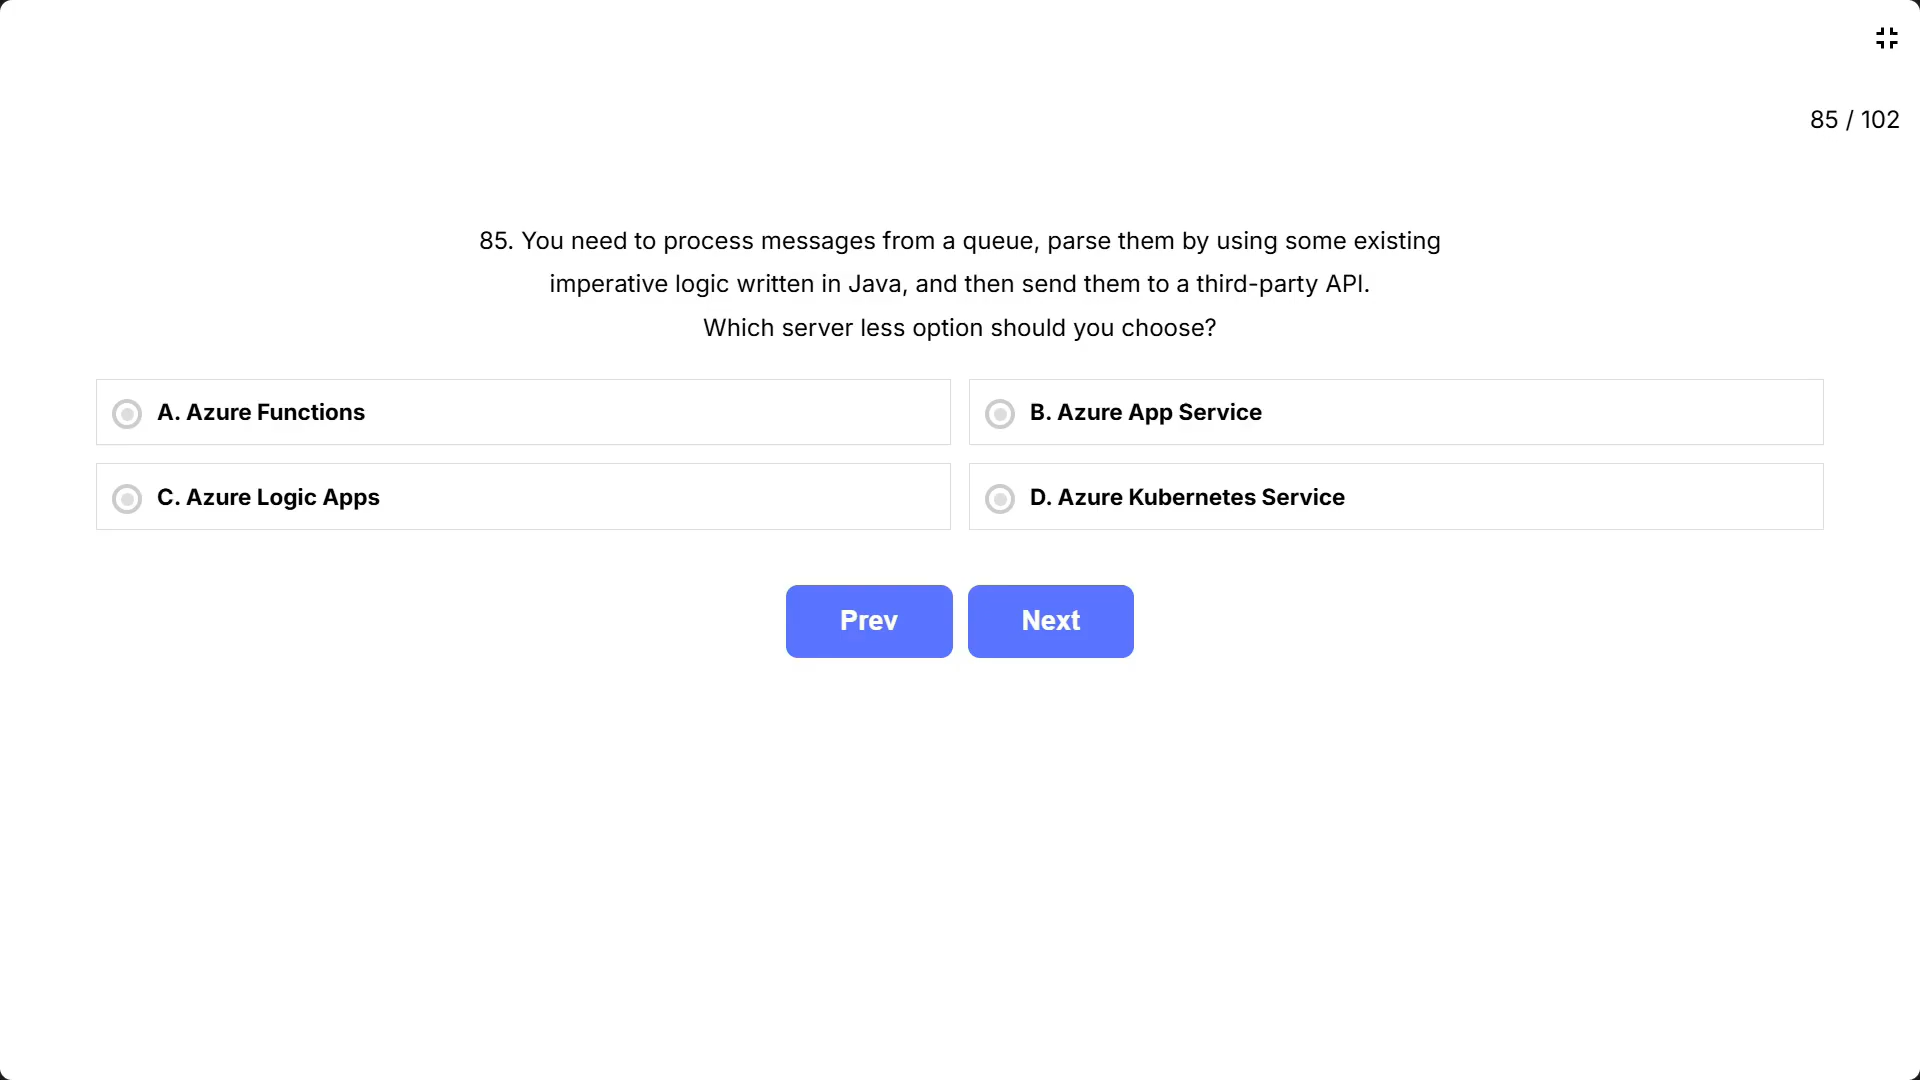 85 / 102
85. You need to process messages from a queue, parse them by using some existing
imperative logic written in Java, and then send them to a third-party API.
Which server less option should you choose?
A. Azure Functions
B. Azure App Service
C. Azure Logic Apps
D. Azure Kubernetes Service
Prev
Next